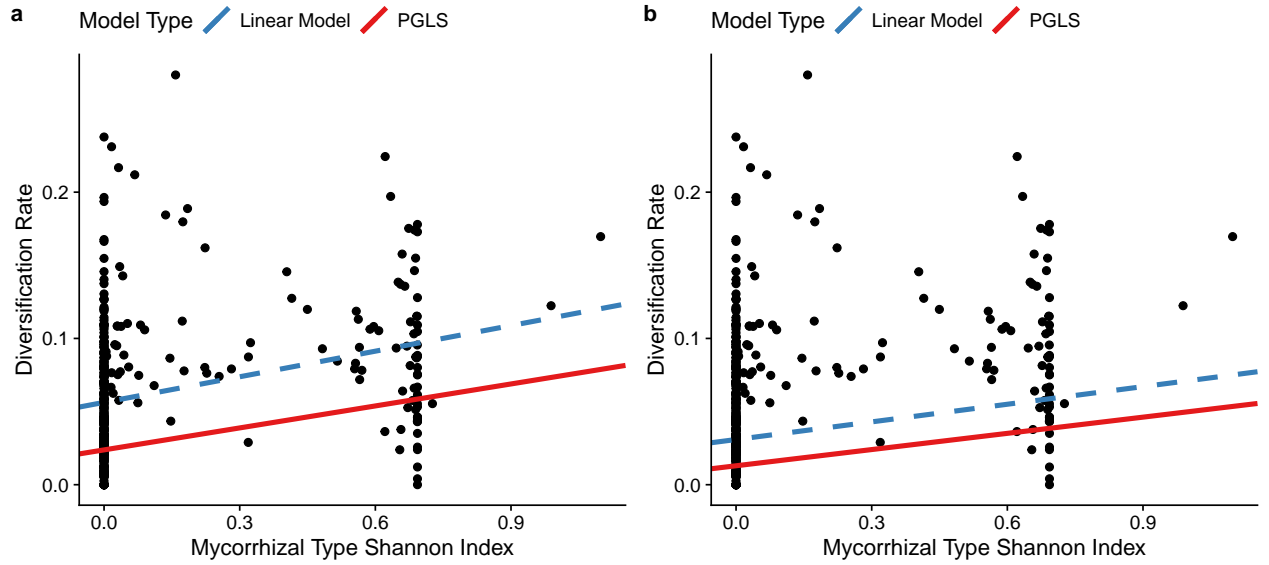 a
Model Type Linear Model PGLS
Diversification Rate
0.2
0.1
0.0
0.0 0.3 0.6 0.9
Mycorrhizal Type Shannon Index
b
Model Type Linear Model PGLS
Diversification Rate
0.2
0.1
0.0
0.0 0.3 0.6 0.9
Mycorrhizal Type Shannon Index